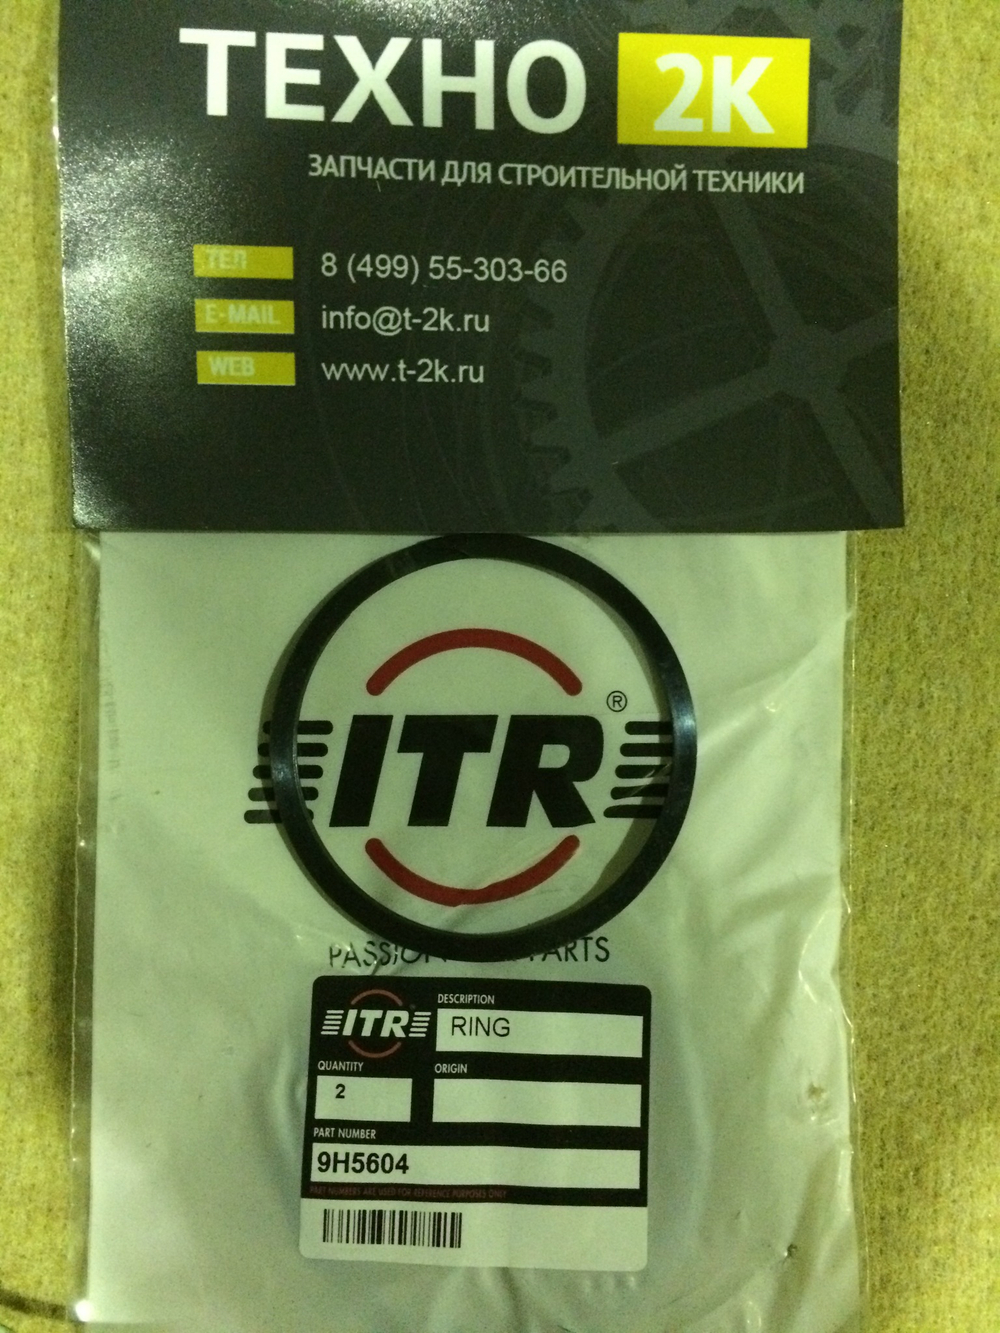 ТЕХНО 2К
ЗАПЧАСТИ ДЛЯ СТРОИТЕЛЬНОЙ ТЕХНИКИ
ТЕЛ 8 (499) 55-303-66
E-MAIL info@t-2k.ru
WEB www.t-2k.ru
ITR®
PASSION PARTS
ITR
DESCRIPTION
RING
QUANTITY ORIGIN
2
PART NUMBER
9H5604
PART NUMBERS ARE USED FOR REFERENCE PURPOSES ONLY